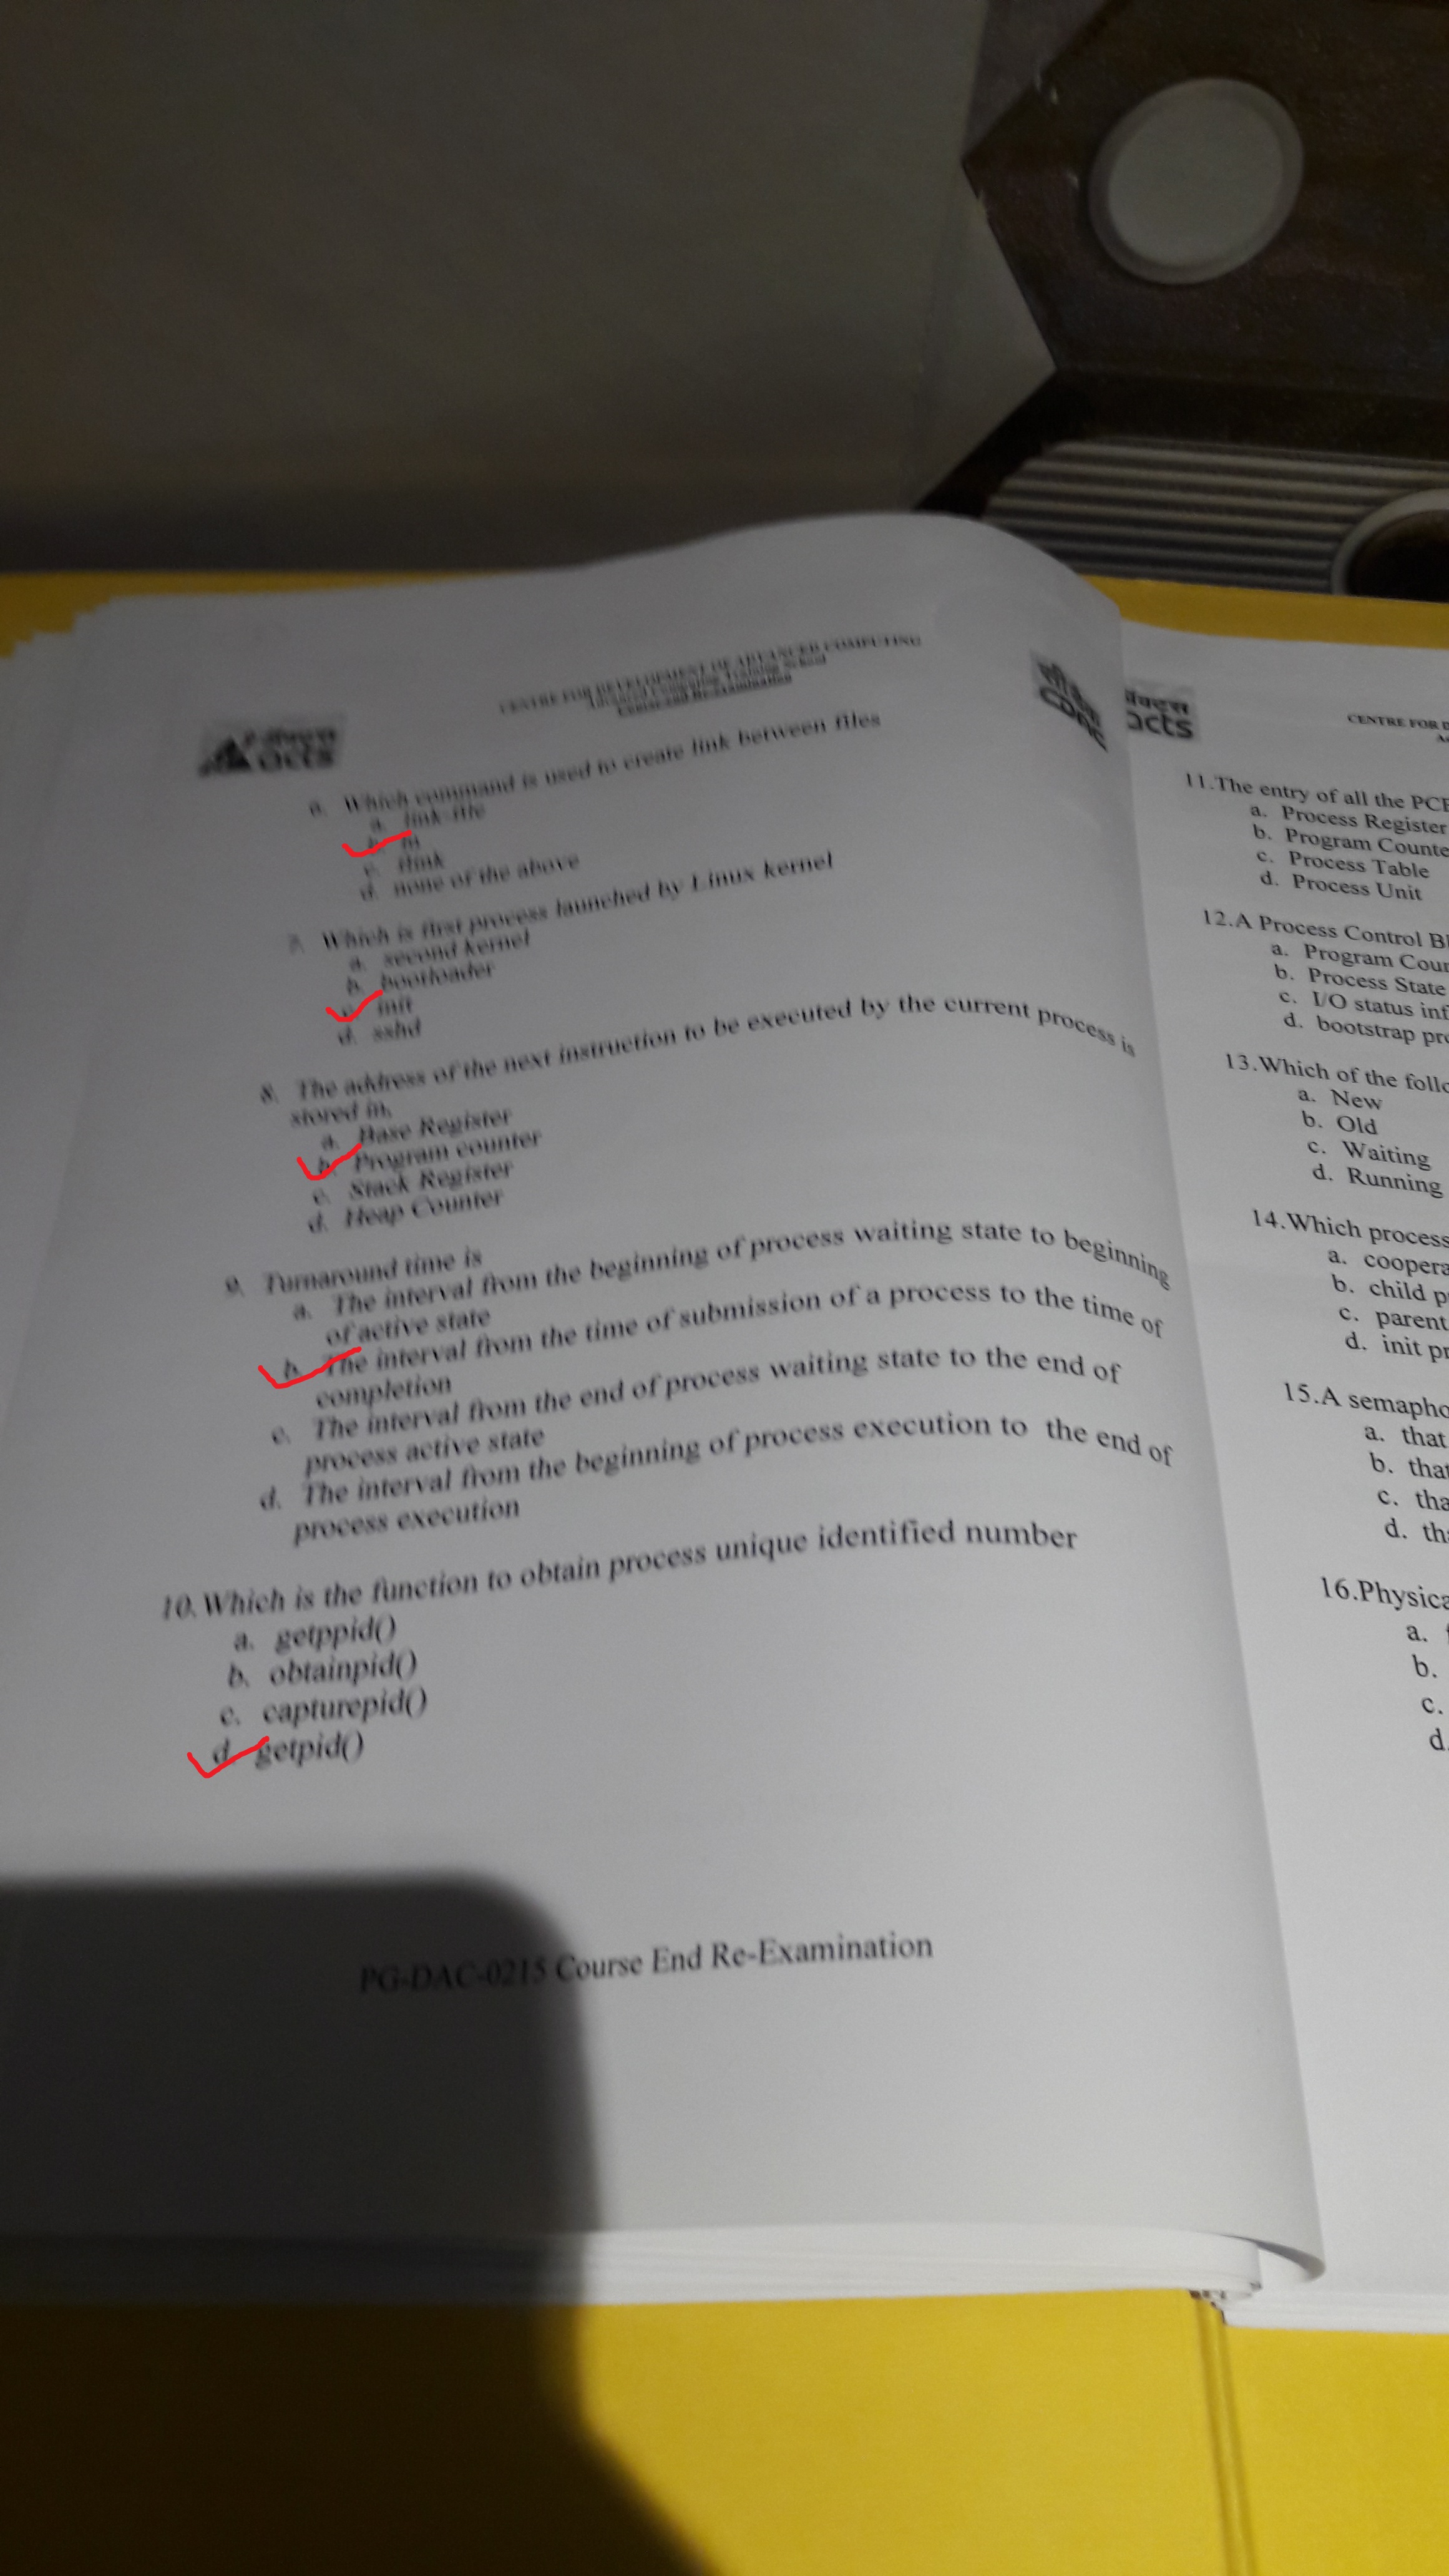 CENTRE FOR DEVELOPMENT OF ADVANCED COMPUTING
Advanced Computing Training School
Course end Re-Examination
acts
सी डैक
CDAC
6. Which command is used to create link between files
a. link-file
b. ln
c. flink
d. none of the above
7. Which is first process launched by Linux kernel
a. second kernel
b. bootloader
c. init
d. sshd
8. The address of the next instruction to be executed by the current process is
stored in,
a. Base Register
b. Program counter
c. Stack Register
d. Heap Counter
9. Turnaround time is
a. The interval from the beginning of process waiting state to beginning
of active state
b. The interval from the time of submission of a process to the time of
completion
c. The interval from the end of process waiting state to the end of
process active state
d. The interval from the beginning of process execution to the end of
process execution
10. Which is the function to obtain process unique identified number
a. getppid()
b. obtainpid()
c. capturepid()
d. getpid()
PG-DAC-0215 Course End Re-Examination
acts
CENTRE FOR D
11.The entry of all the PCB
a. Process Register
b. Program Counte
c. Process Table
d. Process Unit
12.A Process Control Bl
a. Program Coun
b. Process State
c. I/O status inf
d. bootstrap pro
13.Which of the follo
a. New
b. Old
c. Waiting
d. Running
14.Which process
a. coopera
b. child p
c. parent
d. init pr
15.A semapho
a. that
b. that
c. tha
d. tha
16.Physica
a.
b.
c.
d.